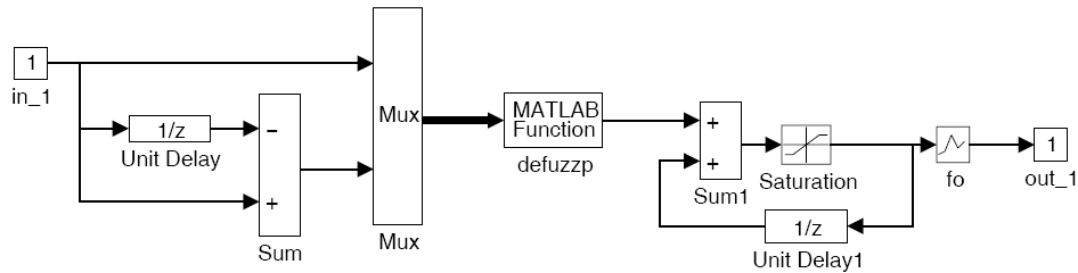 1
in_1
1/z
Unit Delay
−
+
Sum
Mux
Mux
MATLAB
Function
defuzzp
+
+
Sum1
Saturation
1/z
Unit Delay1
fo
1
out_1